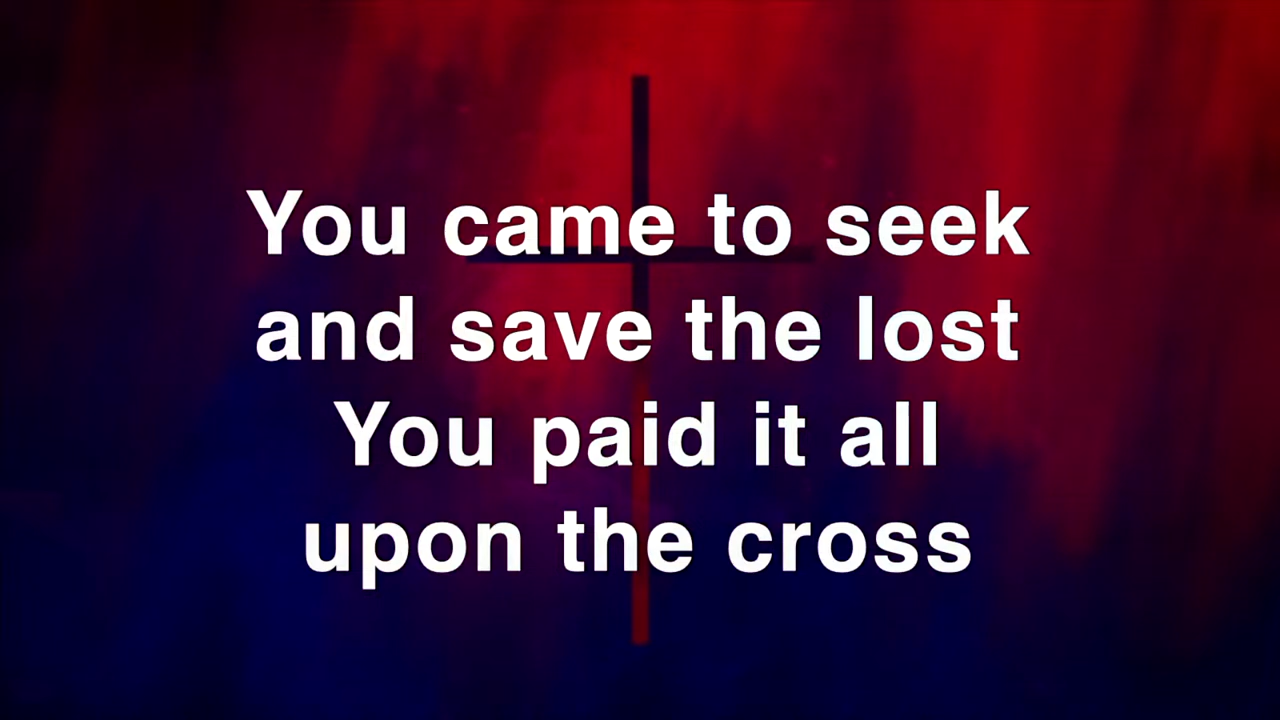 You came to seek
and save the lost
You paid it all
upon the cross